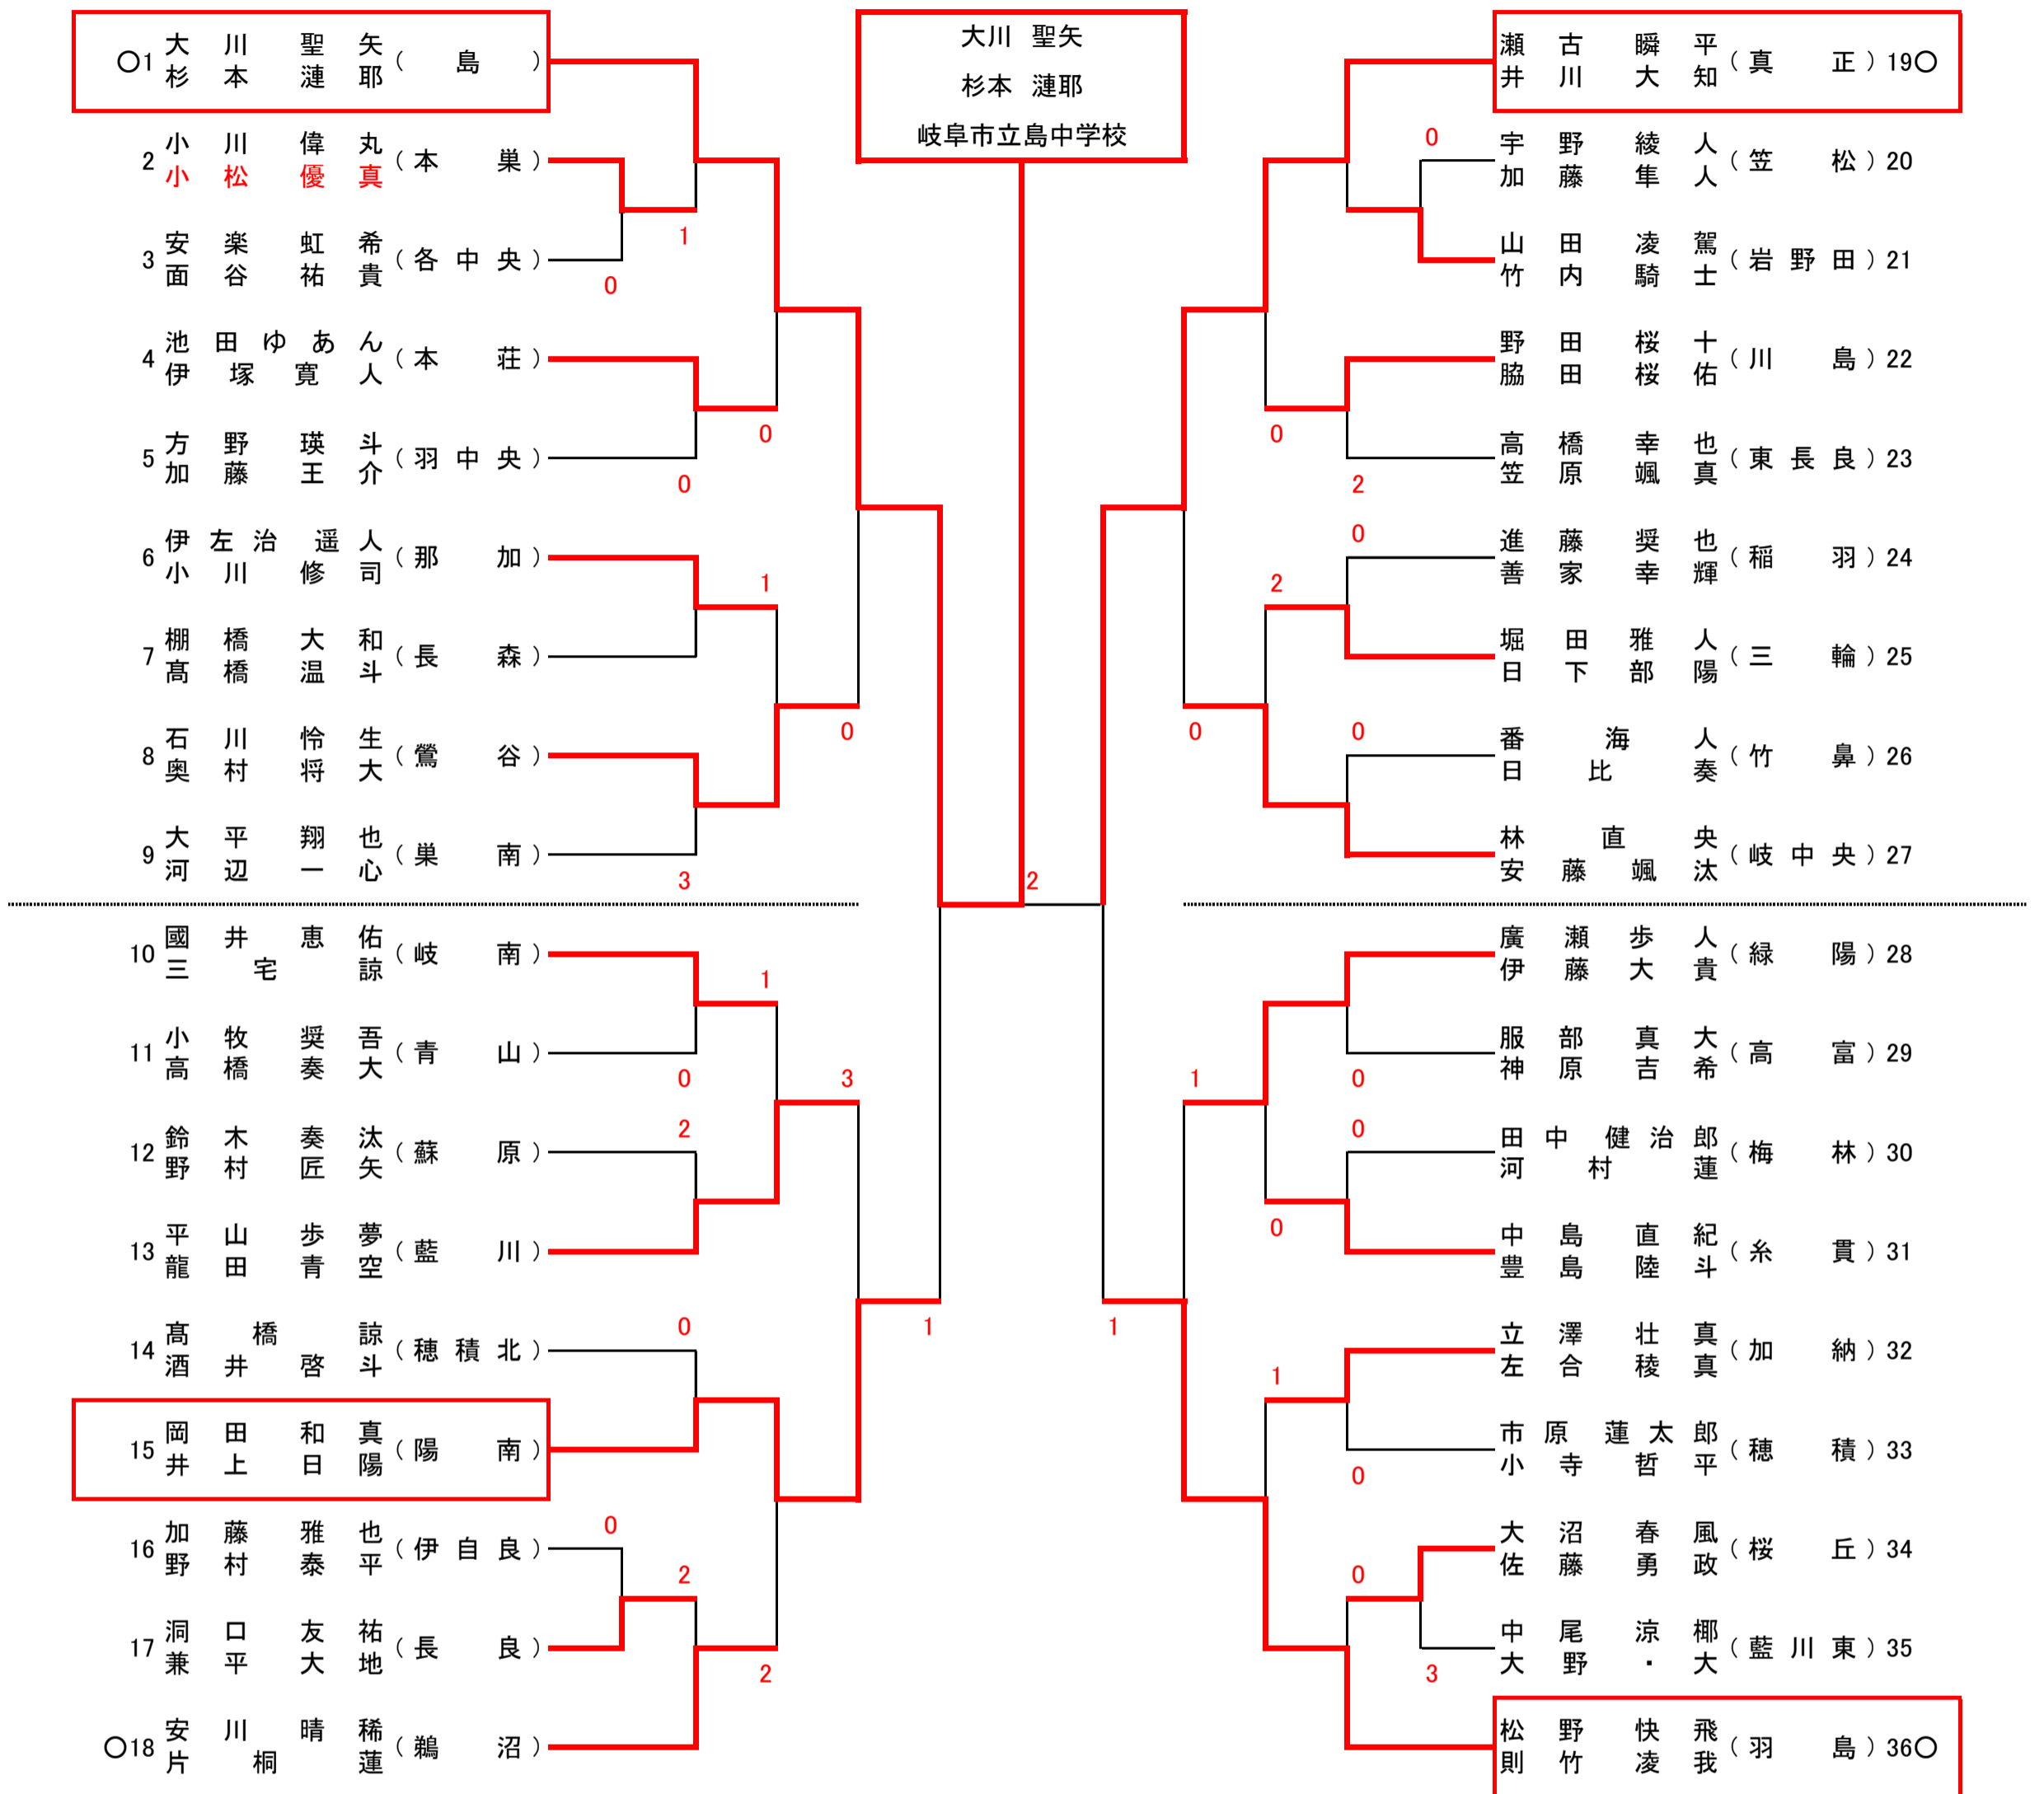 大川 聖矢
杉本 漣耶
岐阜市立島中学校
〇1 大川聖矢 (島)
杉本漣耶
2 小川偉丸 (本巣)
小松優真
1
3 安楽虹希 (各中央)
面谷祐貴
0
4 池田ゆあん (本荘)
伊塚寛人
0
5 方野瑛斗 (羽中央)
加藤王介
0
6 伊左治遥人 (那加)
小川修司
1
7 棚橋大和 (長森)
髙橋温斗
0
8 石川怜生 (鶯谷)
奥村将大
9 大平翔也 (巣南)
河辺一心
3
2
10 國井恵佑 (岐南)
三宅諒
1
11 小牧奨吾 (青山)
高橋奏大
0
3
12 鈴木奏汰 (蘇原)
野村匠矢
2
13 平山歩夢 (藍川)
龍田青空
14 髙橋諒 (穂積北)
酒井啓斗
0
1
15 岡田和真 (陽南)
井上日陽
16 加藤雅也 (伊自良)
野村泰平
0
2
17 洞口友祐 (長良)
兼平大地
2
〇18 安川晴稀 (鵜沼)
片桐蓮
瀬古瞬平 (真正) 19〇
井川大知
0
宇野綾人 (笠松) 20
加藤隼人
山田凌駕 (岩野田) 21
竹内騎士
野田桜十 (川島) 22
脇田桜佑
0
高橋幸也 (東長良) 23
笠原颯真
2
0
進藤奨也 (稲羽) 24
善家幸輝
2
堀田雅人 (三輪) 25
日下部陽
0
0
番海人 (竹鼻) 26
日比奏
林直央 (岐中央) 27
安藤颯汰
廣瀬歩人 (緑陽) 28
伊藤大貴
服部真大 (高富) 29
神原吉希
1
0
0
田中健治郎 (梅林) 30
河村蓮
中島直紀 (糸貫) 31
豊島陸斗
0
1
立澤壮真 (加納) 32
左合稜真
1
市原蓮太郎 (穂積) 33
小寺哲平
0
大沼春風 (桜丘) 34
佐藤勇政
0
中尾涼梛 (藍川東) 35
大野・大
3
松野快飛 (羽島) 36〇
則竹凌我